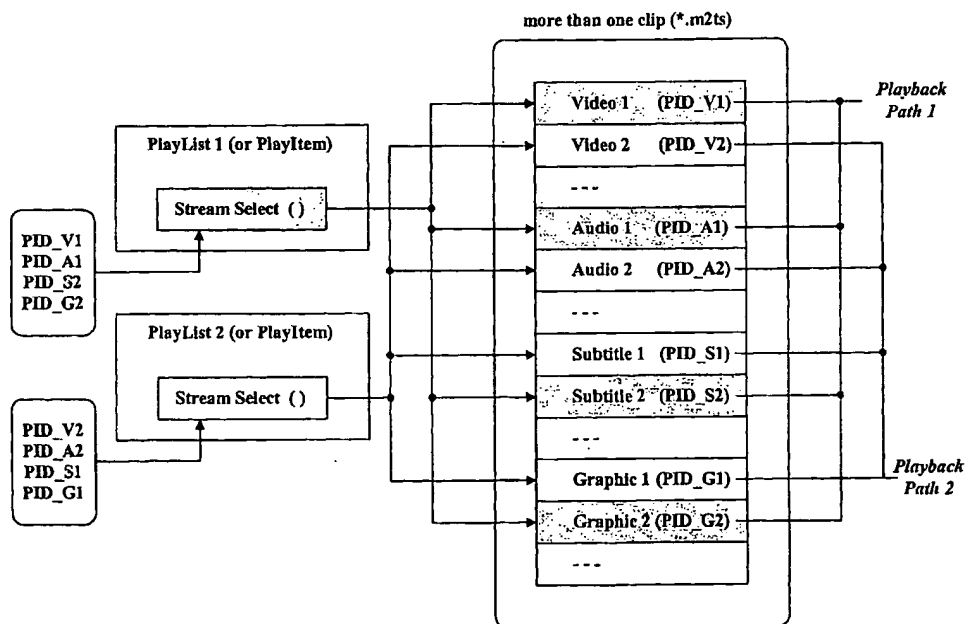 more than one clip (*.m2ts)
PlayList 1 (or PlayItem)
Stream Select ( )
PID_V1
PID_A1
PID_S2
PID_G2
PlayList 2 (or PlayItem)
Stream Select ( )
PID_V2
PID_A2
PID_S1
PID_G1
Video 1 (PID_V1)
Video 2 (PID_V2)
---
Audio 1 (PID_A1)
Audio 2 (PID_A2)
---
Subtitle 1 (PID_S1)
Subtitle 2 (PID_S2)
---
Graphic 1 (PID_G1)
Graphic 2 (PID_G2)
---
Playback
Path 1
Playback
Path 2